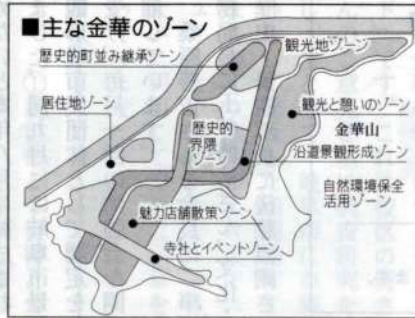 ■主な金華のゾーン
歴史的町並み継承ゾーン
観光地ゾーン
居住地ゾーン
観光と憩いのゾーン
歴史的
界隈
ゾーン
金華山
沿道景観形成ゾーン
自然環境保全
活用ゾーン
魅力店舗散策ゾーン
寺社とイベントゾーン